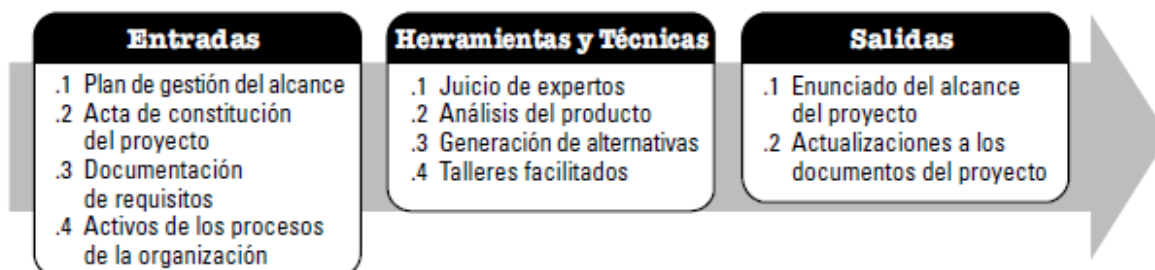 Entradas
.1 Plan de gestión del alcance
.2 Acta de constitución
del proyecto
.3 Documentación
de requisitos
.4 Activos de los procesos
de la organización
Herramientas y Técnicas
.1 Juicio de expertos
.2 Análisis del producto
.3 Generación de alternativas
.4 Talleres facilitados
Salidas
.1 Enunciado del alcance
del proyecto
.2 Actualizaciones a los
documentos del proyecto